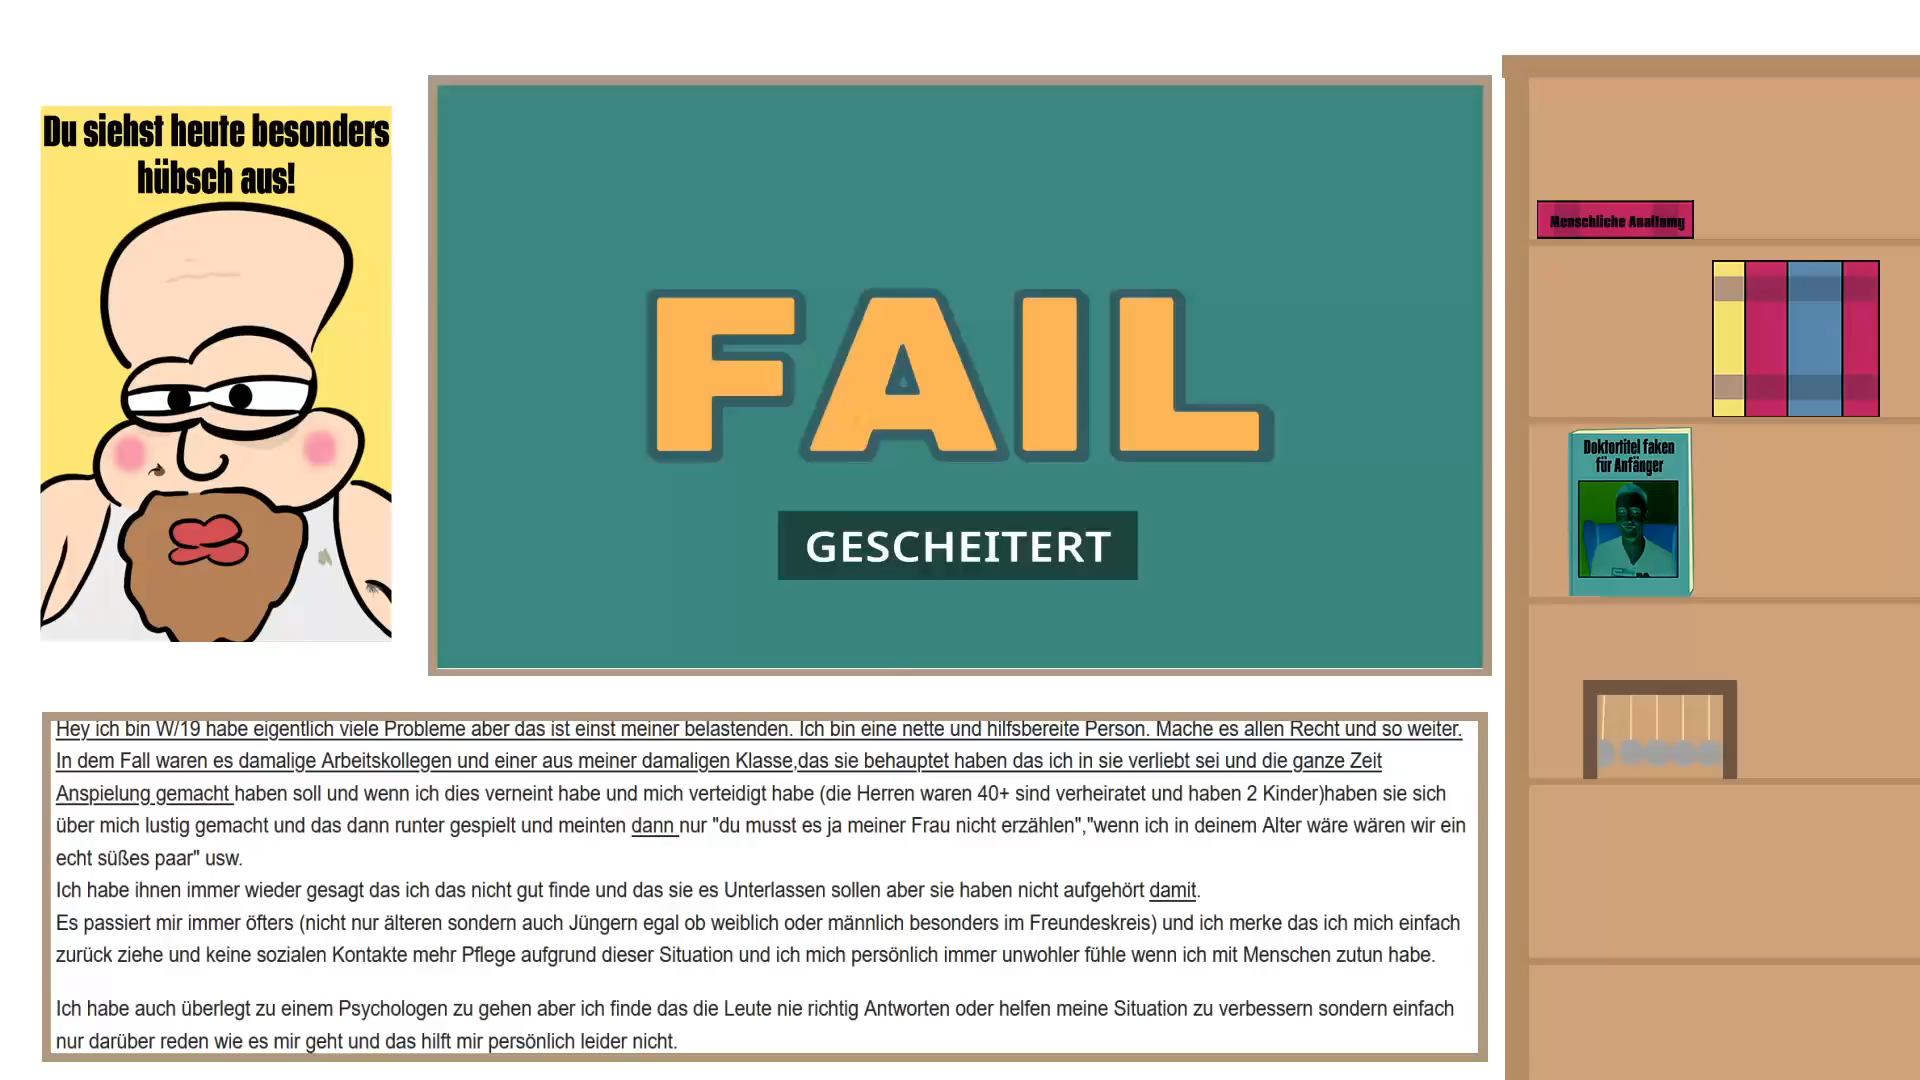 Du siehst heute besonders
hübsch aus!
FAIL
GESCHEITERT
Menschliche Anattomy
Doktortitel faken
für Anfänger
Hey ich bin W/19 habe eigentlich viele Probleme aber das ist einst meiner belastenden. Ich bin eine nette und hilfsbereite Person. Mache es allen Recht und so weiter.
In dem Fall waren es damalige Arbeitskollegen und einer aus meiner damaligen Klasse,das sie behauptet haben das ich in sie verliebt sei und die ganze Zeit
Anspielung gemacht haben soll und wenn ich dies verneint habe und mich verteidigt habe (die Herren waren 40+ sind verheiratet und haben 2 Kinder)haben sie sich
über mich lustig gemacht und das dann runter gespielt und meinten dann nur "du musst es ja meiner Frau nicht erzählen","wenn ich in deinem Alter wäre wären wir ein
echt süßes paar" usw.
Ich habe ihnen immer wieder gesagt das ich das nicht gut finde und das sie es Unterlassen sollen aber sie haben nicht aufgehört damit.
Es passiert mir immer öfters (nicht nur älteren sondern auch Jüngern egal ob weiblich oder männlich besonders im Freundeskreis) und ich merke das ich mich einfach
zurück ziehe und keine sozialen Kontakte mehr Pflege aufgrund dieser Situation und ich mich persönlich immer unwohler fühle wenn ich mit Menschen zutun habe.
Ich habe auch überlegt zu einem Psychologen zu gehen aber ich finde das die Leute nie richtig Antworten oder helfen meine Situation zu verbessern sondern einfach
nur darüber reden wie es mir geht und das hilft mir persönlich leider nicht.